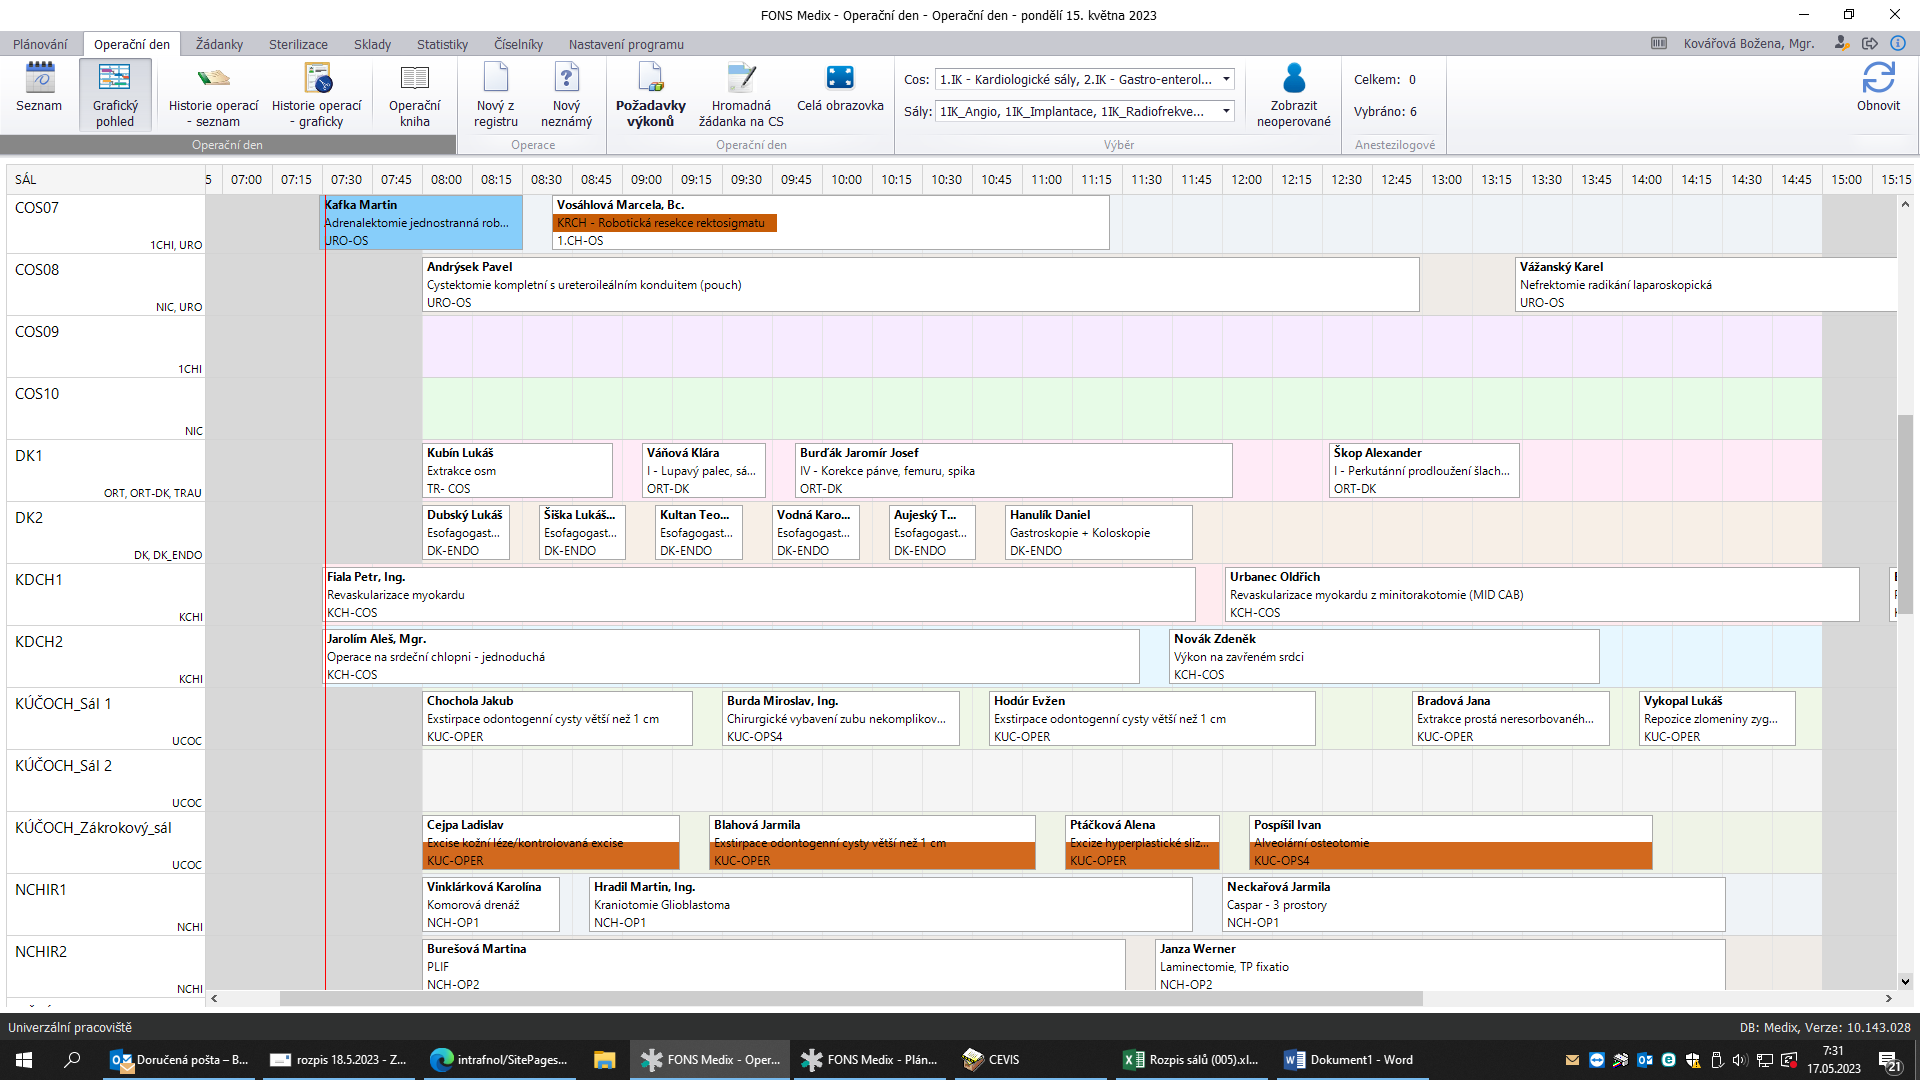 FONS Medix - Operační den - Operační den - pondělí 15. května 2023
Plánování
Operační den
Žádanky
Sterilizace
Sklady
Statistiky
Číselníky
Nastavení programu
Kovářová Božena, Mgr.
Seznam
Grafický pohled
Historie operací - seznam
Historie operací - graficky
Operační kniha
Nový z registru
Nový neznámý
Požadavky výkonů
Hromadná žádanka na CS
Celá obrazovka
Cos: 1.IK - Kardiologické sály, 2.IK - Gastro-enterol...
Sály: 1IK_Angio, 1IK_Implantace, 1IK_Radiofrekve...
Zobrazit neoperované
Celkem: 0
Vybráno: 6
Obnovit
Operační den
Operace
Operační den
Výběr
Anestezilogové
SÁL
5 07:00 07:15 07:30 07:45 08:00 08:15 08:30 08:45 09:00 09:15 09:30 09:45 10:00 10:15 10:30 10:45 11:00 11:15 11:30 11:45 12:00 12:15 12:30 12:45 13:00 13:15 13:30 13:45 14:00 14:15 14:30 14:45 15:00 15:15
COS07
1CHI, URO
Kafka Martin
Adrenalektomie jednostranná rob...
URO-OS
Vosáhlová Marcela, Bc.
KRCH - Robotická resekce rektosigmatu
1.CH-OS
COS08
NIC, URO
Andrýsek Pavel
Cystektomie kompletní s ureteroileálním konduitem (pouch)
URO-OS
Vážanský Karel
Nefrektomie radikání laparoskopická
URO-OS
COS09
1CHI
COS10
NIC
DK1
ORT, ORT-DK, TRAU
Kubín Lukáš
Extrakce osm
TR- COS
Váňová Klára
I - Lupavý palec, sá...
ORT-DK
Burďák Jaromír Josef
IV - Korekce pánve, femuru, spika
ORT-DK
Škop Alexander
I - Perkutánní prodloužení šlach...
ORT-DK
DK2
DK, DK_ENDO
Dubský Lukáš
Esofagogast...
DK-ENDO
Šiška Lukáš...
Esofagogast...
DK-ENDO
Kultan Teo...
Esofagogast...
DK-ENDO
Vodná Karo...
Esofagogast...
DK-ENDO
Aujeský T...
Esofagogast...
DK-ENDO
Hanulík Daniel
Gastroskopie + Koloskopie
DK-ENDO
KDCH1
KCHI
Fiala Petr, Ing.
Revaskularizace myokardu
KCH-COS
Urbanec Oldřich
Revaskularizace myokardu z minitorakotomie (MID CAB)
KCH-COS
KDCH2
KCHI
Jarolím Aleš, Mgr.
Operace na srdeční chlopni - jednoduchá
KCH-COS
Novák Zdeněk
Výkon na zavřeném srdci
KCH-COS
KÚČOCH_Sál 1
UCOC
Chochola Jakub
Exstirpace odontogenní cysty větší než 1 cm
KUC-OPER
Burda Miroslav, Ing.
Chirurgické vybavení zubu nekomplikov...
KUC-OPS4
Hodúr Evžen
Exstirpace odontogenní cysty větší než 1 cm
KUC-OPER
Bradová Jana
Extrakce prostá neresorbovanéh...
KUC-OPER
Vykopal Lukáš
Repozice zlomeniny zyg...
KUC-OPER
KÚČOCH_Sál 2
UCOC
KÚČOCH_Zákrokový_sál
UCOC
Cejpa Ladislav
Excise kožní léze/kontrolovaná excise
KUC-OPER
Blahová Jarmila
Exstirpace odontogenní cysty větší než 1 cm
KUC-OPER
Ptáčková Alena
Excize hyperplastické sliz...
KUC-OPER
Pospíšil Ivan
Alveolární osteotomie
KUC-OPS4
NCHIR1
NCHI
Vinklárková Karolína
Komorová drenáž
NCH-OP1
Hradil Martin, Ing.
Kraniotomie Glioblastoma
NCH-OP1
Neckařová Jarmila
Caspar - 3 prostory
NCH-OP1
NCHIR2
NCHI
Burešová Martina
PLIF
NCH-OP2
Janza Werner
Laminectomie, TP fixatio
NCH-OP2
Univerzální pracoviště
DB: Medix, Verze: 10.143.028
Doručená pošta – B...
rozpis 18.5.2023 - Z...
intrafnol/SitePages...
FONS Medix - Oper...
FONS Medix - Plán...
CEVIS
Rozpis sálů (005).xl...
Dokument1 - Word
7:31
17.05.2023
21